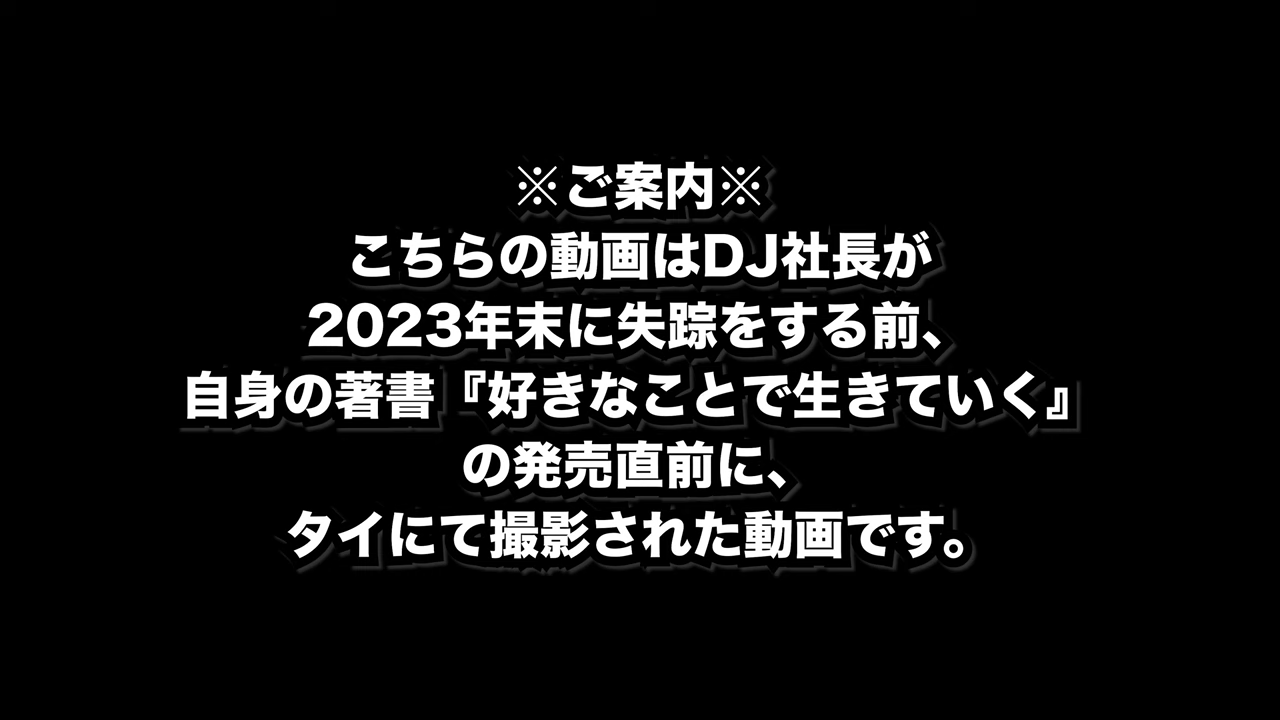 ※ご案内※
こちらの動画はDJ社長が
2023年末に失踪をする前、
自身の著書『好きなことで生きていく』
の発売直前に、
タイにて撮影された動画です。